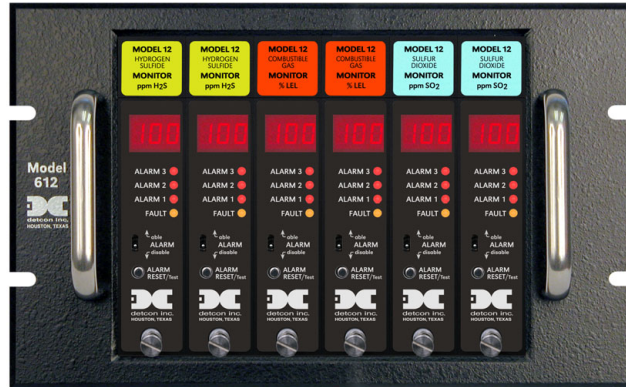 MODEL 12
HYDROGEN
SULFIDE
MONITOR
ppm H2S
100
ALARM 3
ALARM 2
ALARM 1
FAULT
able
ALARM
disable
ALARM
RESET/Test
detcon inc.
HOUSTON, TEXAS
MODEL 12
HYDROGEN
SULFIDE
MONITOR
ppm H2S
100
ALARM 3
ALARM 2
ALARM 1
FAULT
able
ALARM
disable
ALARM
RESET/Test
detcon inc.
HOUSTON, TEXAS
MODEL 12
COMBUSTIBLE
GAS
MONITOR
% LEL
100
ALARM 3
ALARM 2
ALARM 1
FAULT
able
ALARM
disable
ALARM
RESET/Test
detcon inc.
HOUSTON, TEXAS
MODEL 12
COMBUSTIBLE
GAS
MONITOR
% LEL
100
ALARM 3
ALARM 2
ALARM 1
FAULT
able
ALARM
disable
ALARM
RESET/Test
detcon inc.
HOUSTON, TEXAS
MODEL 12
SULFUR
DIOXIDE
MONITOR
ppm SO2
100
ALARM 3
ALARM 2
ALARM 1
FAULT
able
ALARM
disable
ALARM
RESET/Test
detcon inc.
HOUSTON, TEXAS
MODEL 12
SULFUR
DIOXIDE
MONITOR
ppm SO2
100
ALARM 3
ALARM 2
ALARM 1
FAULT
able
ALARM
disable
ALARM
RESET/Test
detcon inc.
HOUSTON, TEXAS
Model
612
detcon inc.
HOUSTON, TEXAS